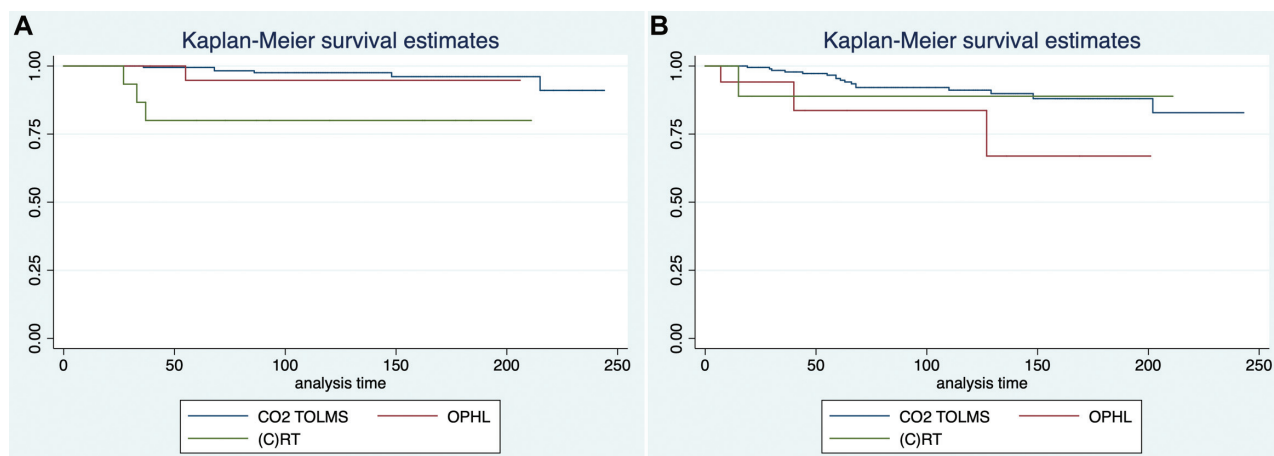 A
Kaplan-Meier survival estimates
1.00
0.75
0.50
0.25
0.00
0 50 100 150 200 250
analysis time
CO2 TOLMS OPHL
(C)RT
B
Kaplan-Meier survival estimates
1.00
0.75
0.50
0.25
0.00
0 50 100 150 200 250
analysis time
CO2 TOLMS OPHL
(C)RT